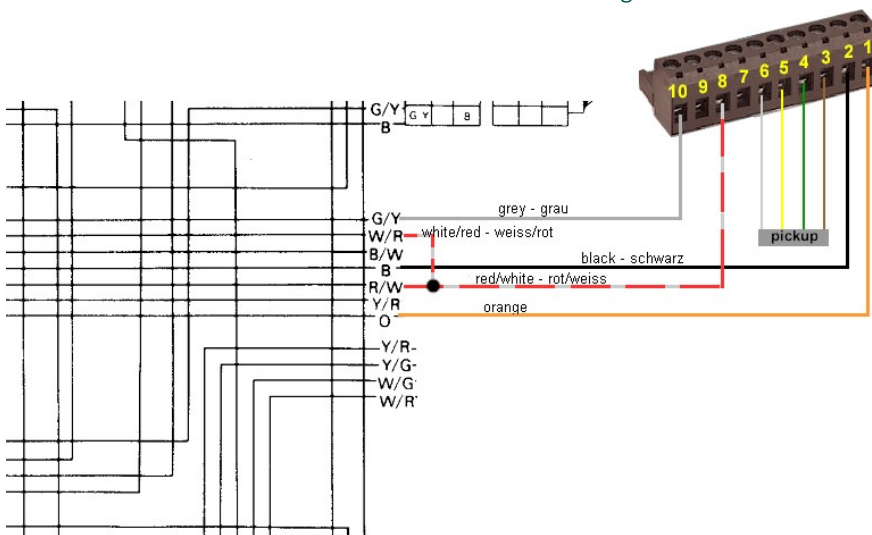 10 9 8 7 6 5 4 3 2 1
G/Y
B
G Y B
G/Y
grey - grau
W/R
white/red - weiss/rot
pickup
B/W
B
black - schwarz
R/W
red/white - rot/weiss
Y/R
O
orange
Y/R
Y/G
W/G
W/R